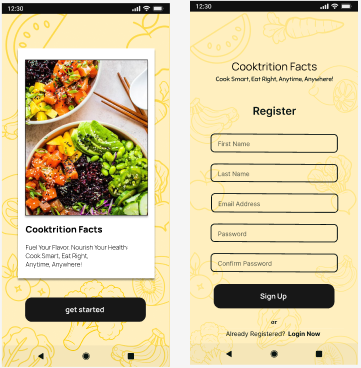 12:30
Cooktrition Facts
Fuel Your Flavor, Nourish Your Health:
Cook Smart, Eat Right,
Anytime, Anywhere!
get started
12:30
Cooktrition Facts
Cook Smart, Eat Right, Anytime, Anywhere!
Register
First Name
Last Name
Email Address
Password
Confirm Password
Sign Up
or
Already Registered? Login Now